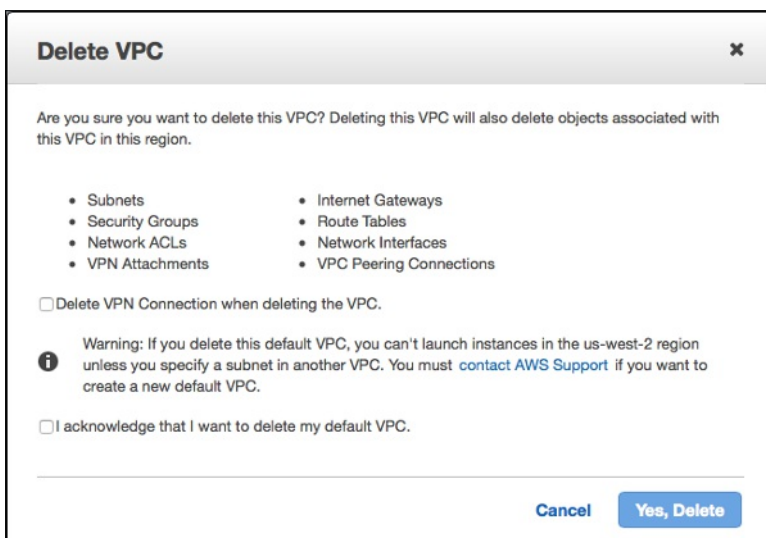 Delete VPC
Are you sure you want to delete this VPC? Deleting this VPC will also delete objects associated with
this VPC in this region.
• Subnets
• Security Groups
• Network ACLs
• VPN Attachments
• Internet Gateways
• Route Tables
• Network Interfaces
• VPC Peering Connections
Delete VPN Connection when deleting the VPC.
Warning: If you delete this default VPC, you can't launch instances in the us-west-2 region
unless you specify a subnet in another VPC. You must contact AWS Support if you want to
create a new default VPC.
I acknowledge that I want to delete my default VPC.
Cancel
Yes, Delete